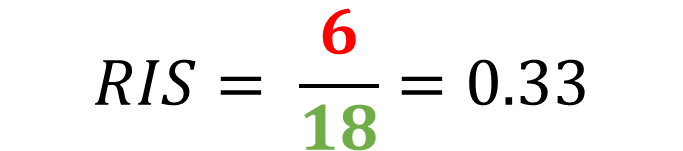 RIS = 6/18 = 0.33